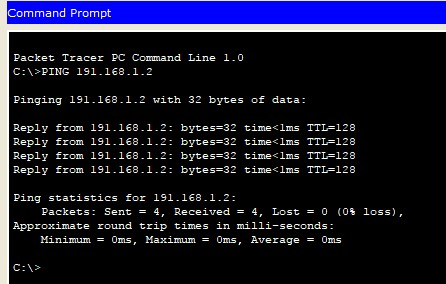 Command Prompt
Packet Tracer PC Command Line 1.0
C:\>PING 191.168.1.2
Pinging 191.168.1.2 with 32 bytes of data:
Reply from 191.168.1.2: bytes=32 time<1ms TTL=128
Reply from 191.168.1.2: bytes=32 time<1ms TTL=128
Reply from 191.168.1.2: bytes=32 time<1ms TTL=128
Reply from 191.168.1.2: bytes=32 time<1ms TTL=128
Ping statistics for 191.168.1.2:
Packets: Sent = 4, Received = 4, Lost = 0 (0% loss),
Approximate round trip times in milli-seconds:
Minimum = 0ms, Maximum = 0ms, Average = 0ms
C:\>